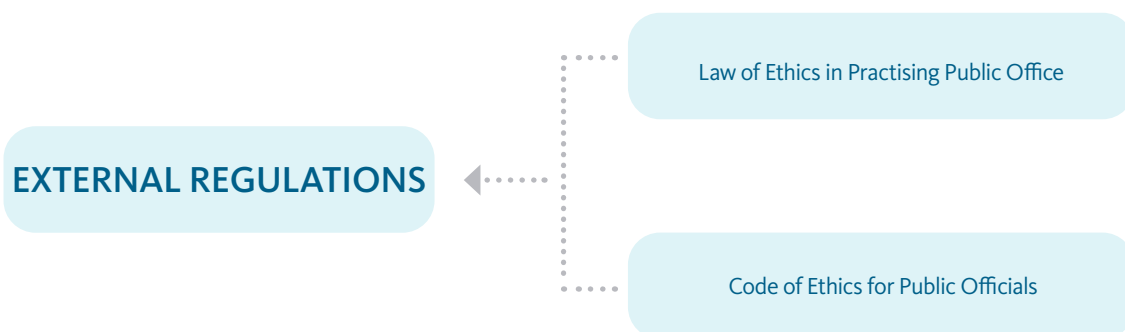 Law of Ethics in Practising Public Office
EXTERNAL REGULATIONS
Code of Ethics for Public Officials